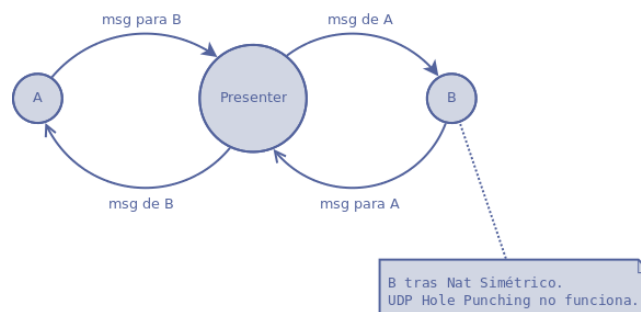 msg para B
msg de A
A
Presenter
B
msg de B
msg para A
B tras Nat Simétrico.
UDP Hole Punching no funciona.